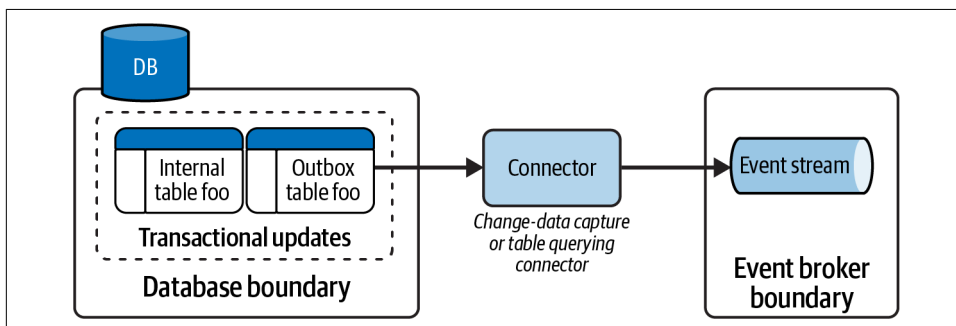 DB
Internal
table foo
Outbox
table foo
Transactional updates
Database boundary
Connector
Change-data capture
or table querying
connector
Event stream
Event broker
boundary